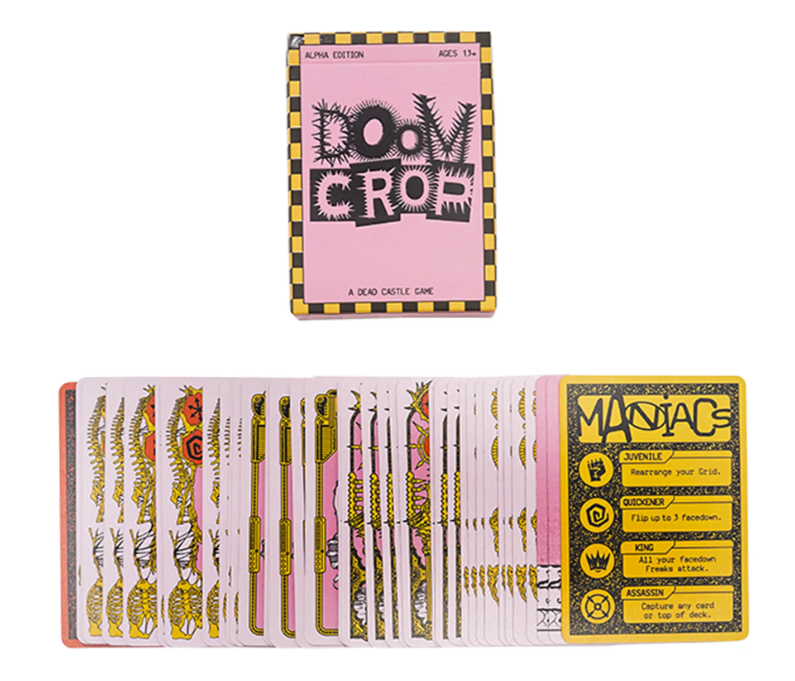 ALPHA EDITION AGES 13+
DOOM
CROP
A DEAD CASTLE GAME
MANIACS
JUVENILE
Rearrange your Grid.
QUICKENER
Flip up to 3 facedown.
KING
All your facedown
Freaks attack.
ASSASSIN
Capture any card
or top of deck.